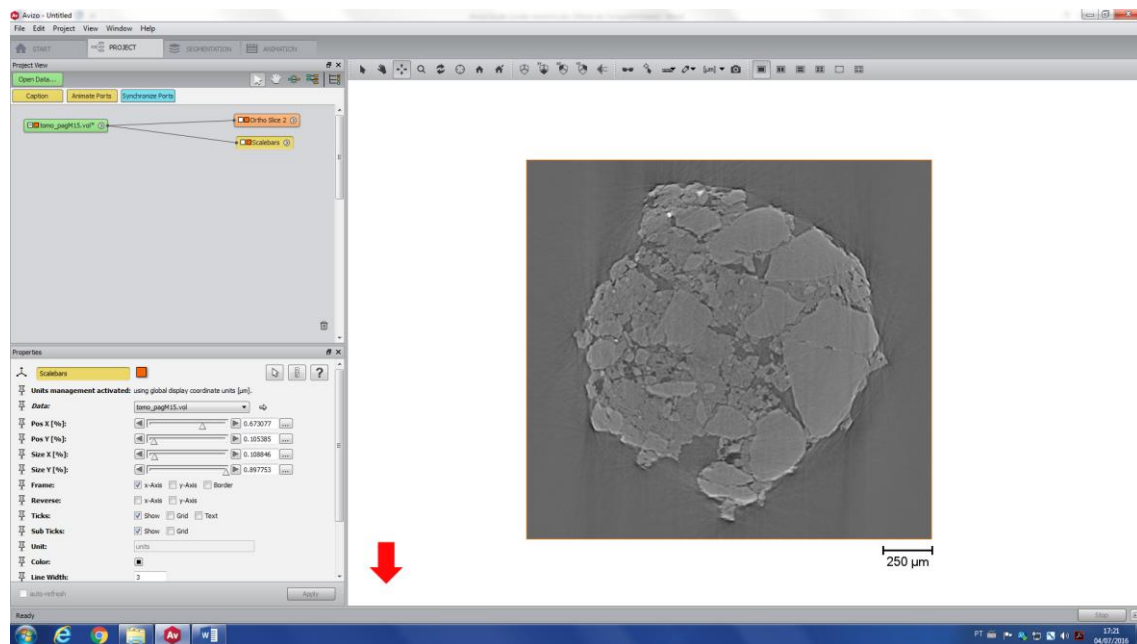 Avizo - Untitled
File Edit Project View Window Help
START PROJECT SEGMENTATION ANIMATION
Project View
Open Data...
Caption Animate Ports Synchronize Ports
tomo_pagM15.vol* Ortho Slice 2
Scalebars
Properties
Scalebars
Units management activated: using global display coordinate units [µm].
Data: tomo_pagM15.vol
Pos X [%]: 0.673077 ...
Pos Y [%]: 0.105385 ...
Size X [%]: 0.108846 ...
Size Y [%]: 0.897753 ...
Frame: x-Axis y-Axis Border
Reverse: x-Axis y-Axis
Ticks: Show Grid Text
Sub Ticks: Show Grid
Unit: units
Color:
Line Width: 3
auto-refresh Apply
[µm]
250 µm
Ready Stop
Av W PT 17:21
04/07/2016